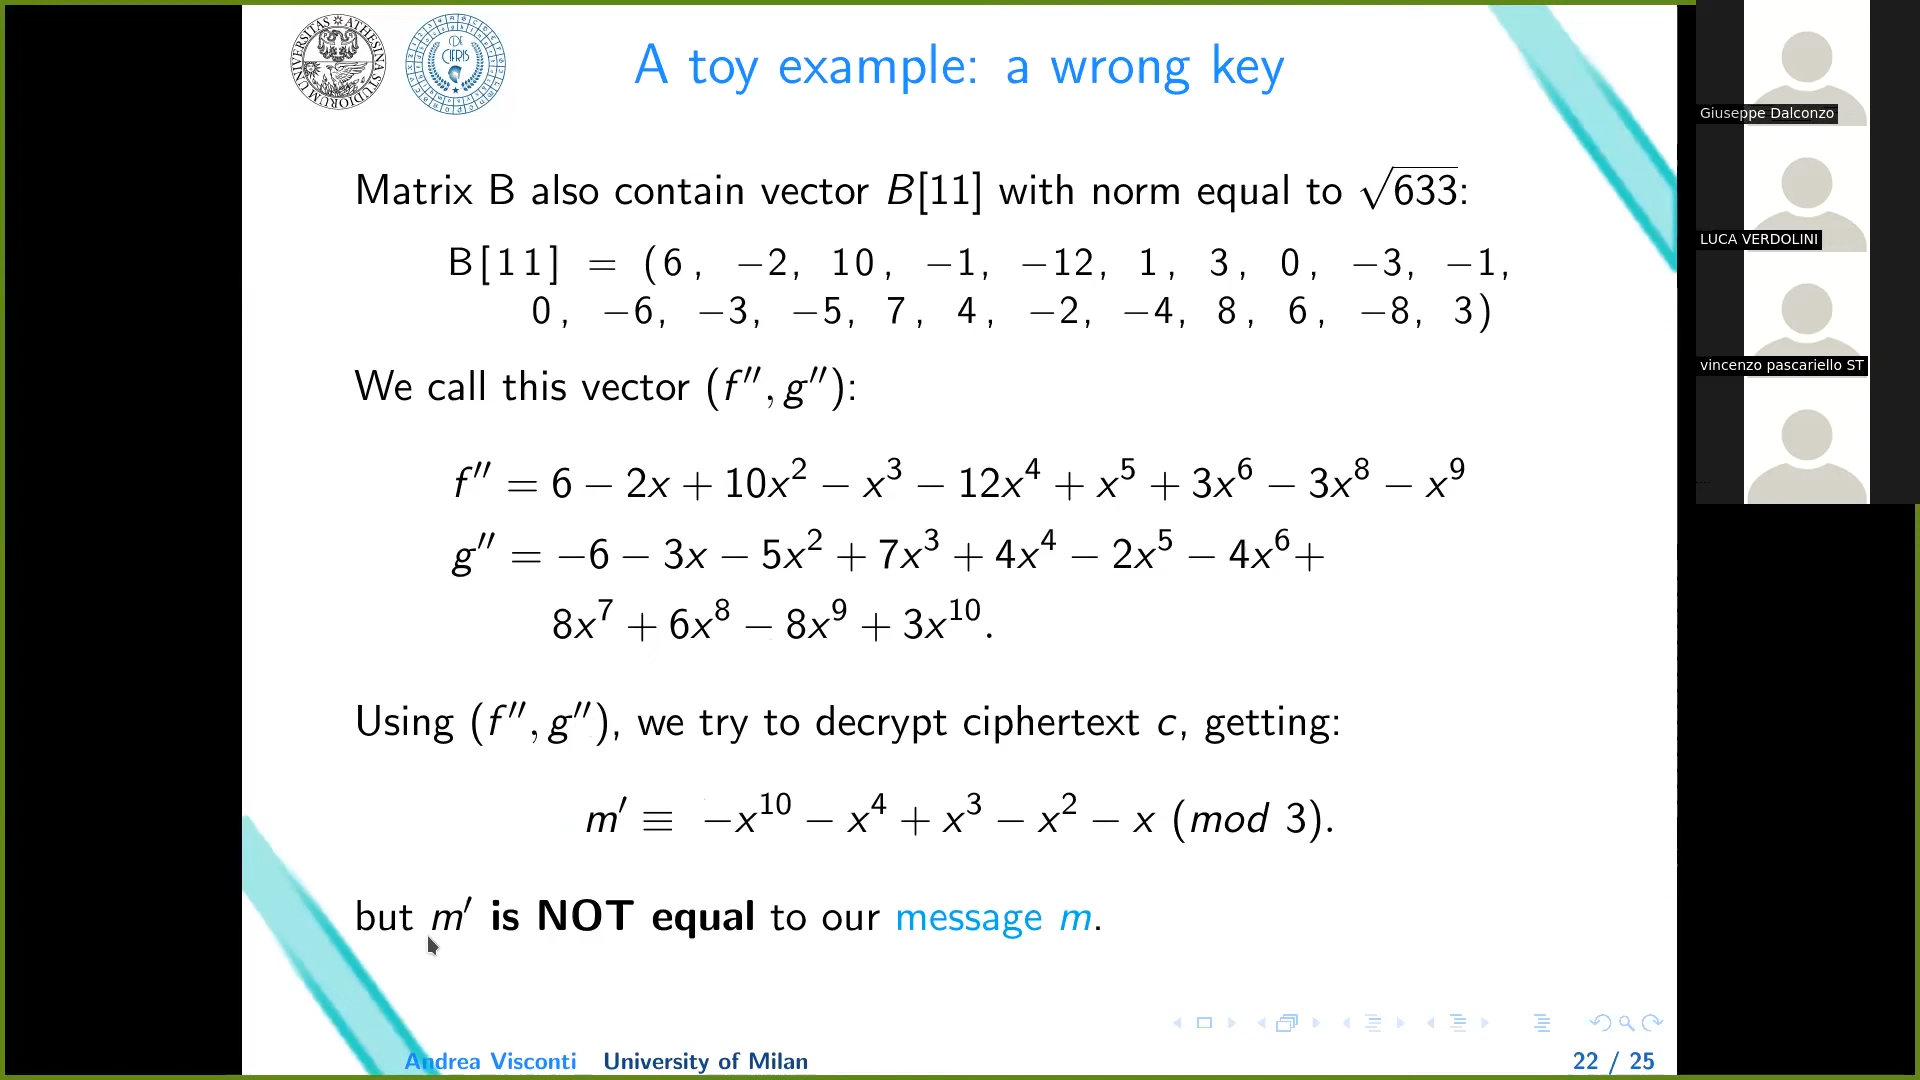 A toy example: a wrong key
Matrix B also contain vector B[11] with norm equal to √633:
B[11] = (6, −2, 10, −1, −12, 1, 3, 0, −3, −1,
0, −6, −3, −5, 7, 4, −2, −4, 8, 6, −8, 3)
We call this vector (f″, g″):
f″ = 6 − 2x + 10x² − x³ − 12x⁴ + x⁵ + 3x⁶ − 3x⁸ − x⁹
g″ = −6 − 3x − 5x² + 7x³ + 4x⁴ − 2x⁵ − 4x⁶+
8x⁷ + 6x⁸ − 8x⁹ + 3x¹⁰.
Using (f″, g″), we try to decrypt ciphertext c, getting:
m′ ≡ −x¹⁰ − x⁴ + x³ − x² − x (mod 3).
but m′ is NOT equal to our message m.
Andrea Visconti University of Milan
22 / 25
Giuseppe Dalconzo
LUCA VERDOLINI
vincenzo pascariello ST
DE CIFRIS